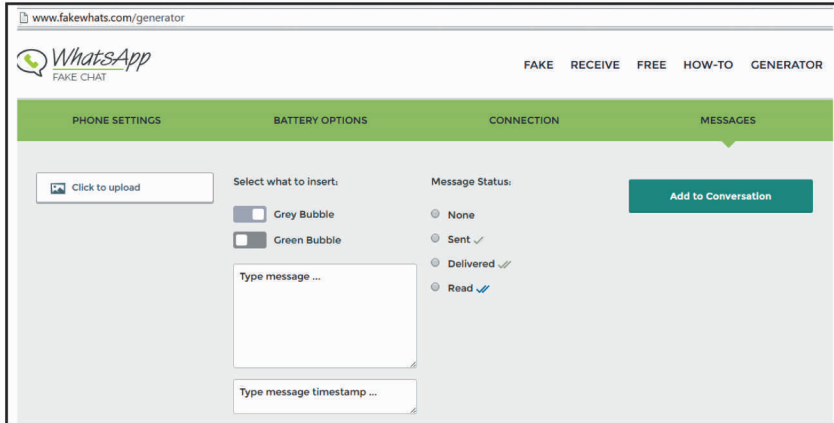 www.fakewhats.com/generator
WhatsApp
FAKE CHAT
FAKE RECEIVE FREE HOW-TO GENERATOR
PHONE SETTINGS BATTERY OPTIONS CONNECTION MESSAGES
Click to upload
Select what to insert:
Grey Bubble
Green Bubble
Type message ...
Type message timestamp ...
Message Status:
None
Sent
Delivered
Read
Add to Conversation